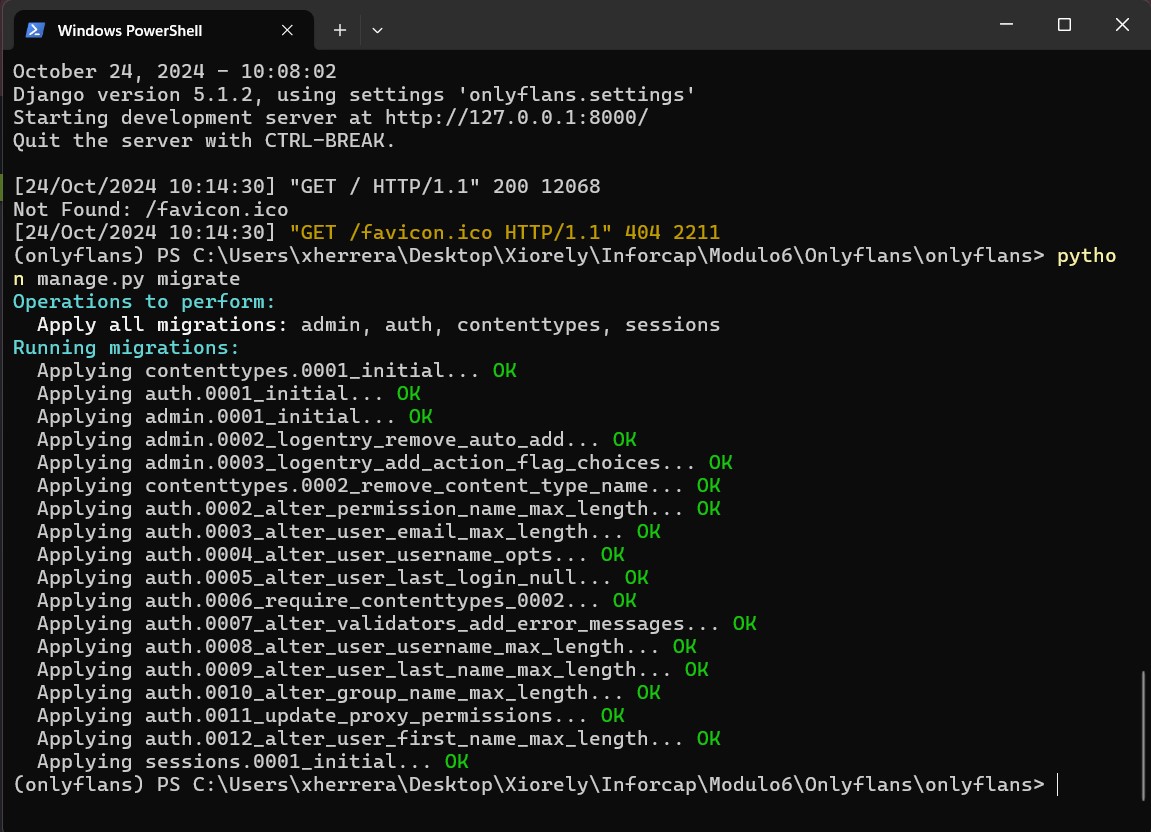 Windows PowerShell
October 24, 2024 - 10:08:02
Django version 5.1.2, using settings 'onlyflans.settings'
Starting development server at http://127.0.0.1:8000/
Quit the server with CTRL-BREAK.
[24/Oct/2024 10:14:30] "GET / HTTP/1.1" 200 12068
Not Found: /favicon.ico
[24/Oct/2024 10:14:30] "GET /favicon.ico HTTP/1.1" 404 2211
(onlyflans) PS C:\Users\xherrera\Desktop\Xiorely\Inforcap\Modulo6\Onlyflans\onlyflans> pytho
n manage.py migrate
Operations to perform:
  Apply all migrations: admin, auth, contenttypes, sessions
Running migrations:
  Applying contenttypes.0001_initial... OK
  Applying auth.0001_initial... OK
  Applying admin.0001_initial... OK
  Applying admin.0002_logentry_remove_auto_add... OK
  Applying admin.0003_logentry_add_action_flag_choices... OK
  Applying contenttypes.0002_remove_content_type_name... OK
  Applying auth.0002_alter_permission_name_max_length... OK
  Applying auth.0003_alter_user_email_max_length... OK
  Applying auth.0004_alter_user_username_opts... OK
  Applying auth.0005_alter_user_last_login_null... OK
  Applying auth.0006_require_contenttypes_0002... OK
  Applying auth.0007_alter_validators_add_error_messages... OK
  Applying auth.0008_alter_user_username_max_length... OK
  Applying auth.0009_alter_user_last_name_max_length... OK
  Applying auth.0010_alter_group_name_max_length... OK
  Applying auth.0011_update_proxy_permissions... OK
  Applying auth.0012_alter_user_first_name_max_length... OK
  Applying sessions.0001_initial... OK
(onlyflans) PS C:\Users\xherrera\Desktop\Xiorely\Inforcap\Modulo6\Onlyflans\onlyflans>